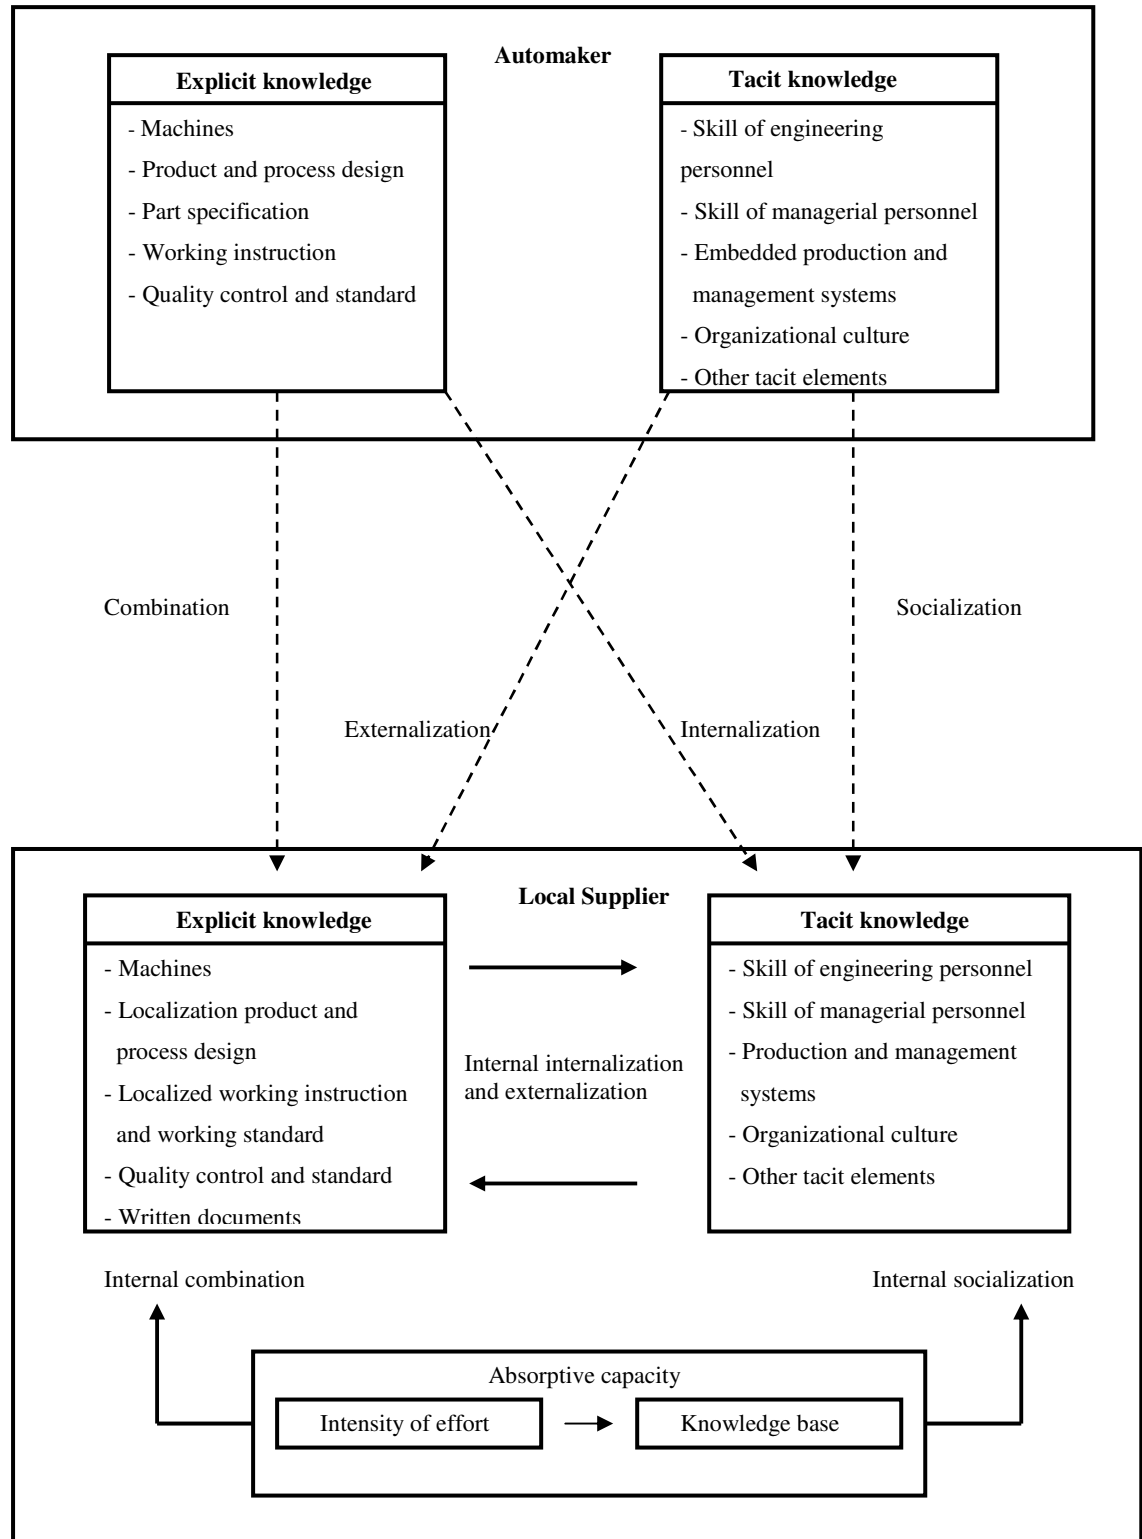 Automaker
Explicit knowledge
- Machines
- Product and process design
- Part specification
- Working instruction
- Quality control and standard
Tacit knowledge
- Skill of engineering
personnel
- Skill of managerial personnel
- Embedded production and
management systems
- Organizational culture
- Other tacit elements
Combination
Socialization
Externalization
Internalization
Local Supplier
Explicit knowledge
- Machines
- Localization product and
process design
- Localized working instruction
and working standard
- Quality control and standard
- Written documents
Internal internalization
and externalization
Tacit knowledge
- Skill of engineering personnel
- Skill of managerial personnel
- Production and management
systems
- Organizational culture
- Other tacit elements
Internal combination
Internal socialization
Absorptive capacity
Intensity of effort
Knowledge base